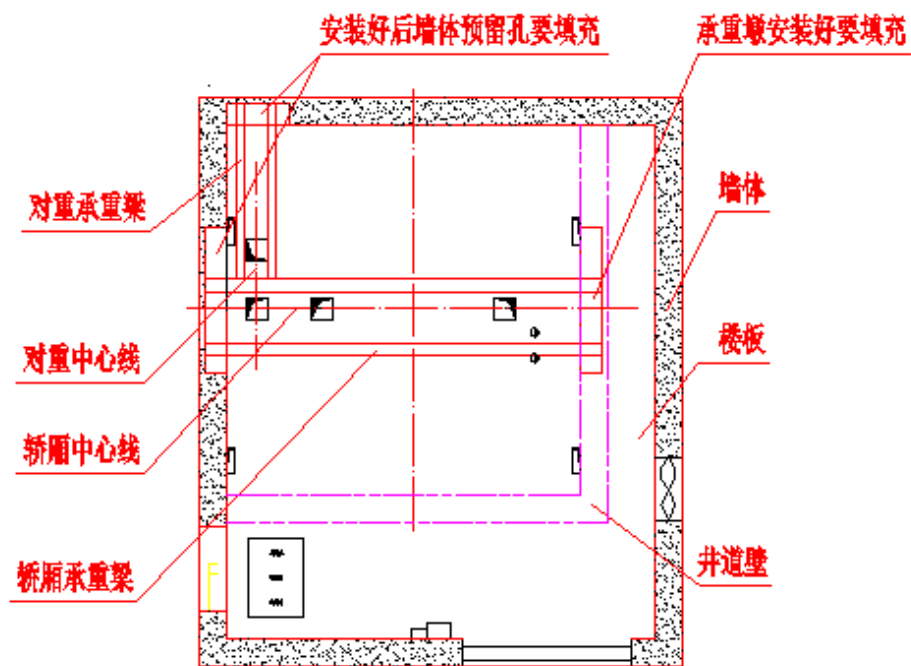 安装好后墙体预留孔要填充
承重墩安装好要填充
对重承重梁
墙体
对重中心线
楼板
轿厢中心线
轿厢承重梁
井道壁